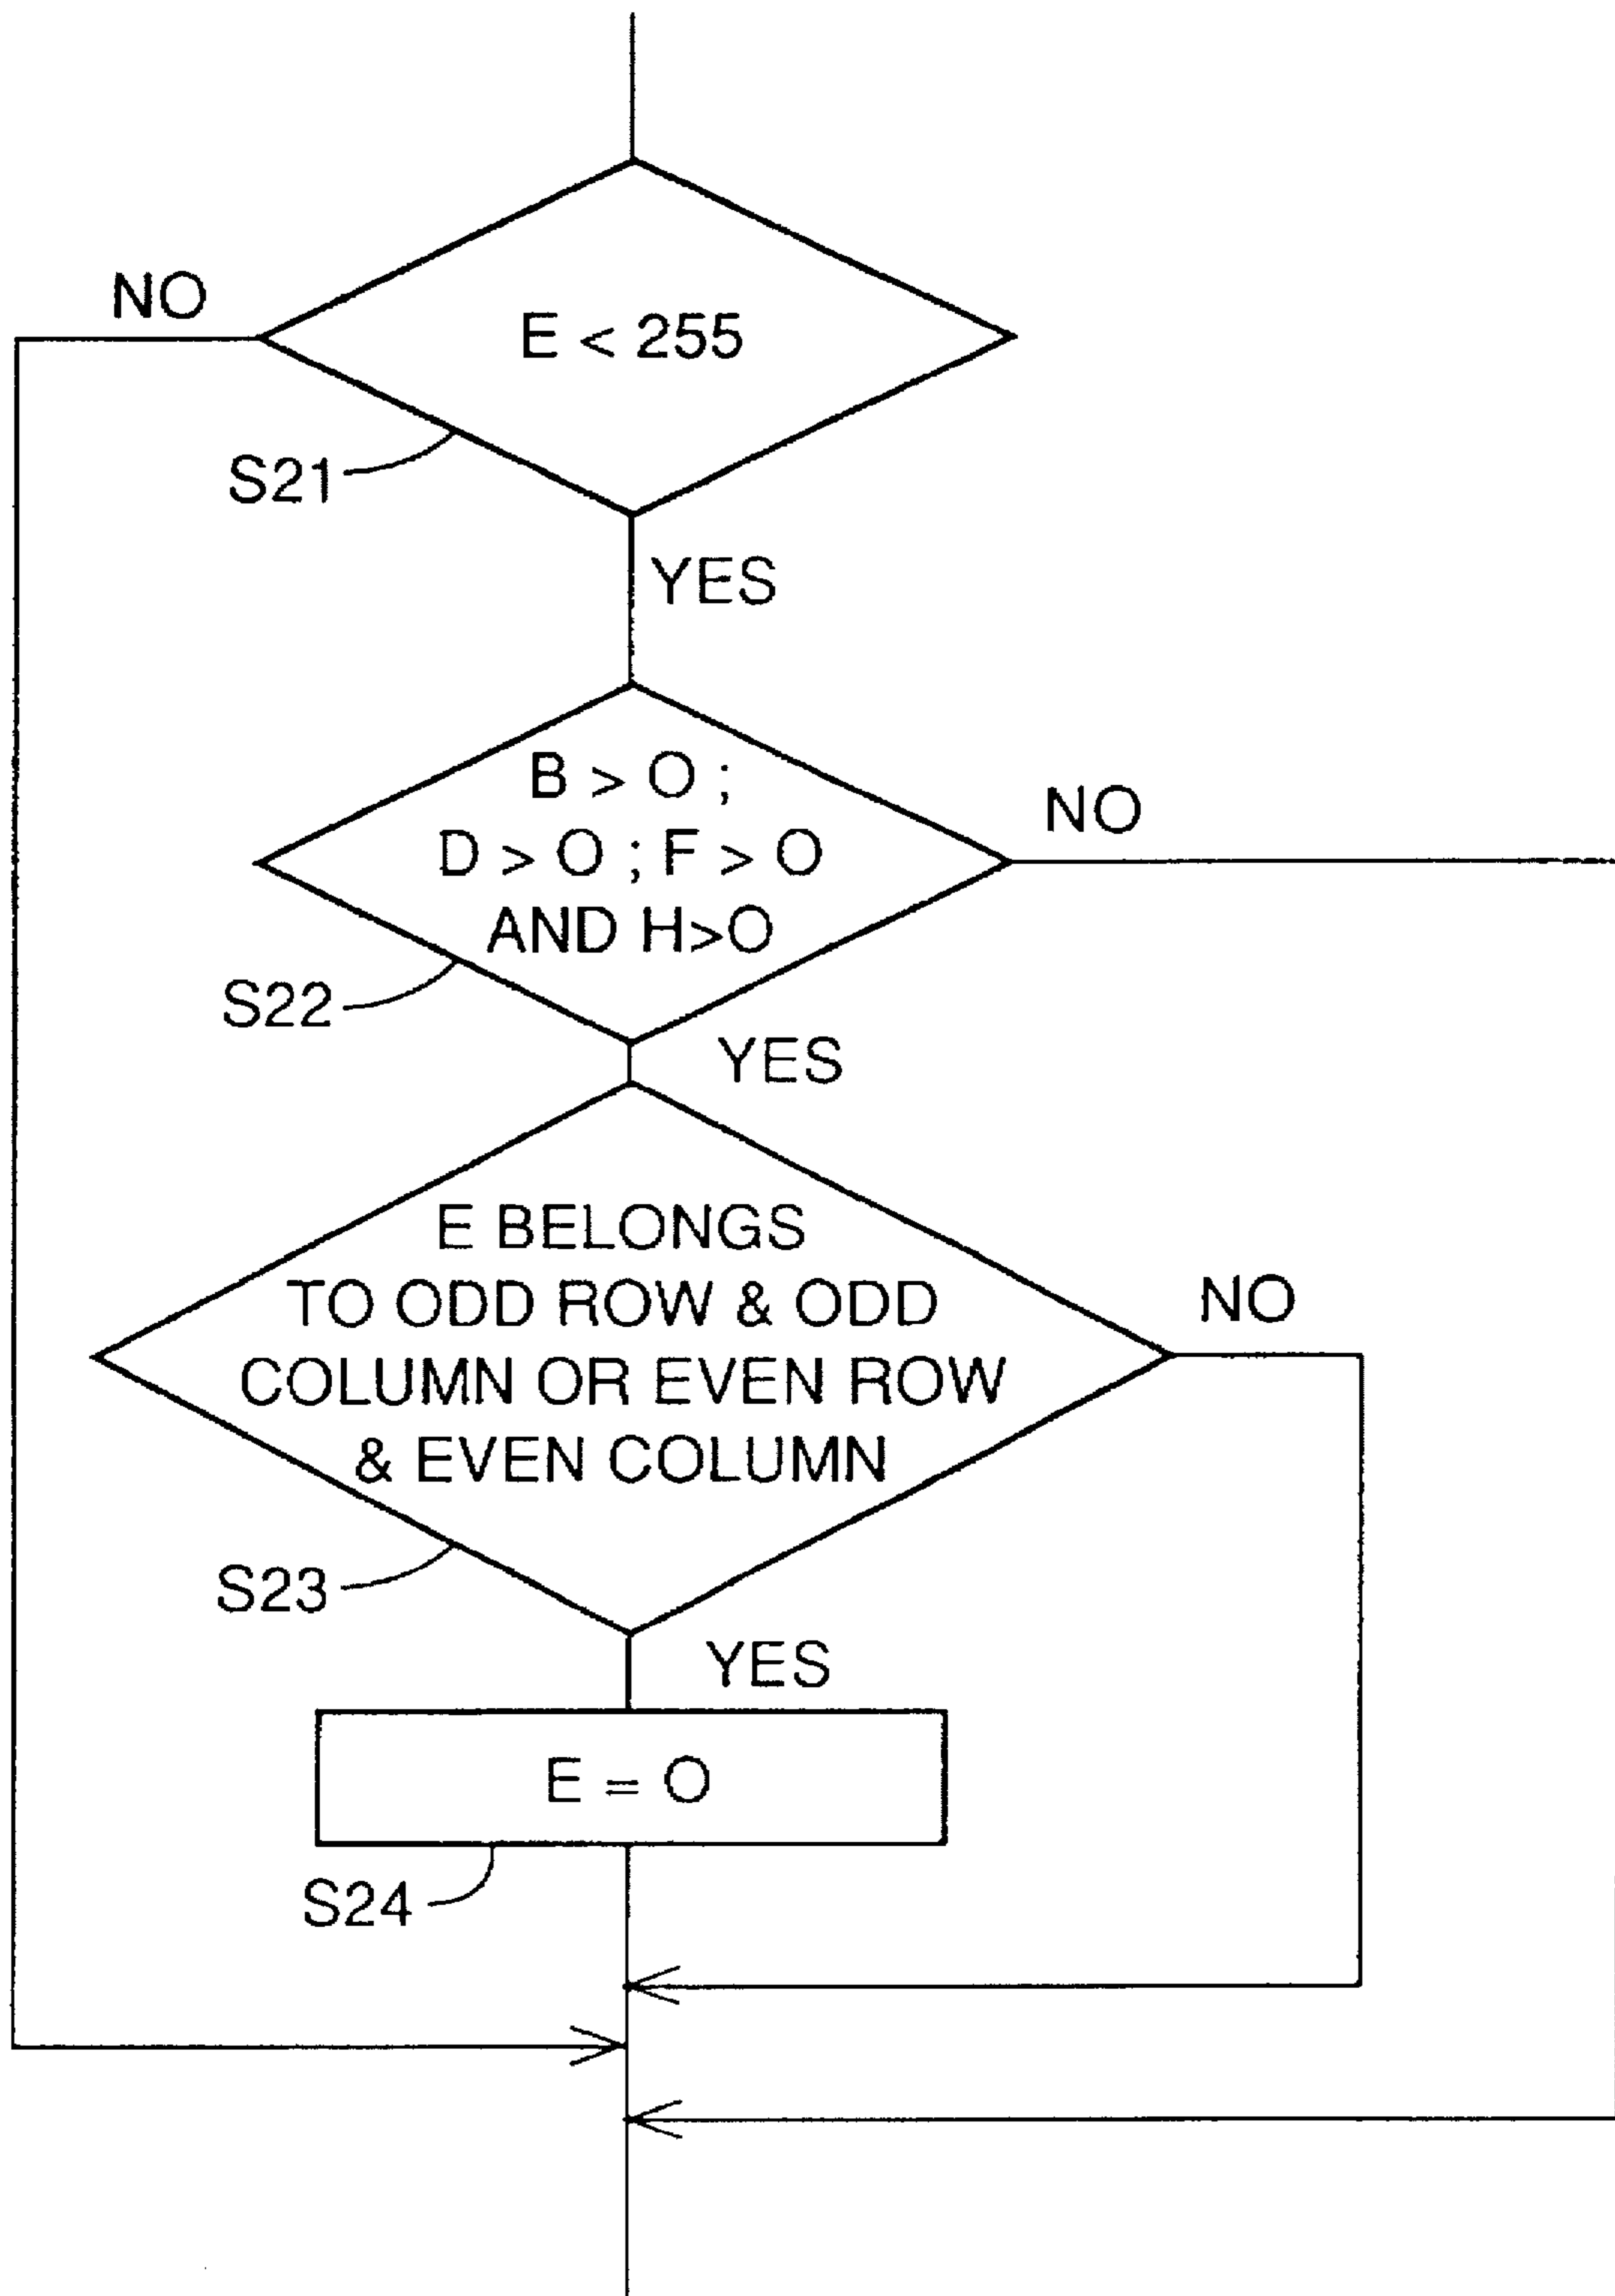 NO
E < 255
S21
YES
B > O ;
D > O ; F > O
AND H>O
NO
S22
YES
E BELONGS
TO ODD ROW & ODD
COLUMN OR EVEN ROW
& EVEN COLUMN
NO
S23
YES
E = O
S24